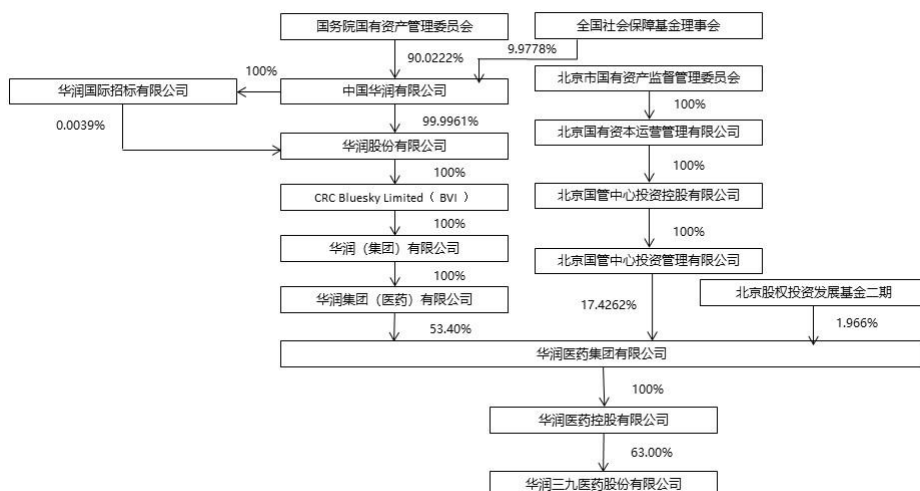 国务院国有资产管理委员会
全国社会保障基金理事会
90.0222%
9.9778%
北京市国有资产监督管理委员会
华润国际招标有限公司
100%
中国华润有限公司
100%
0.0039%
99.9961%
北京国有资本运营管理有限公司
华润股份有限公司
100%
100%
CRC Bluesky Limited（ BVI ）
北京国管中心投资控股有限公司
100%
100%
华润（集团）有限公司
北京国管中心投资管理有限公司
100%
华润集团（医药）有限公司
17.4262%
北京股权投资发展基金二期
53.40%
1.966%
华润医药集团有限公司
100%
华润医药控股有限公司
63.00%
华润三九医药股份有限公司